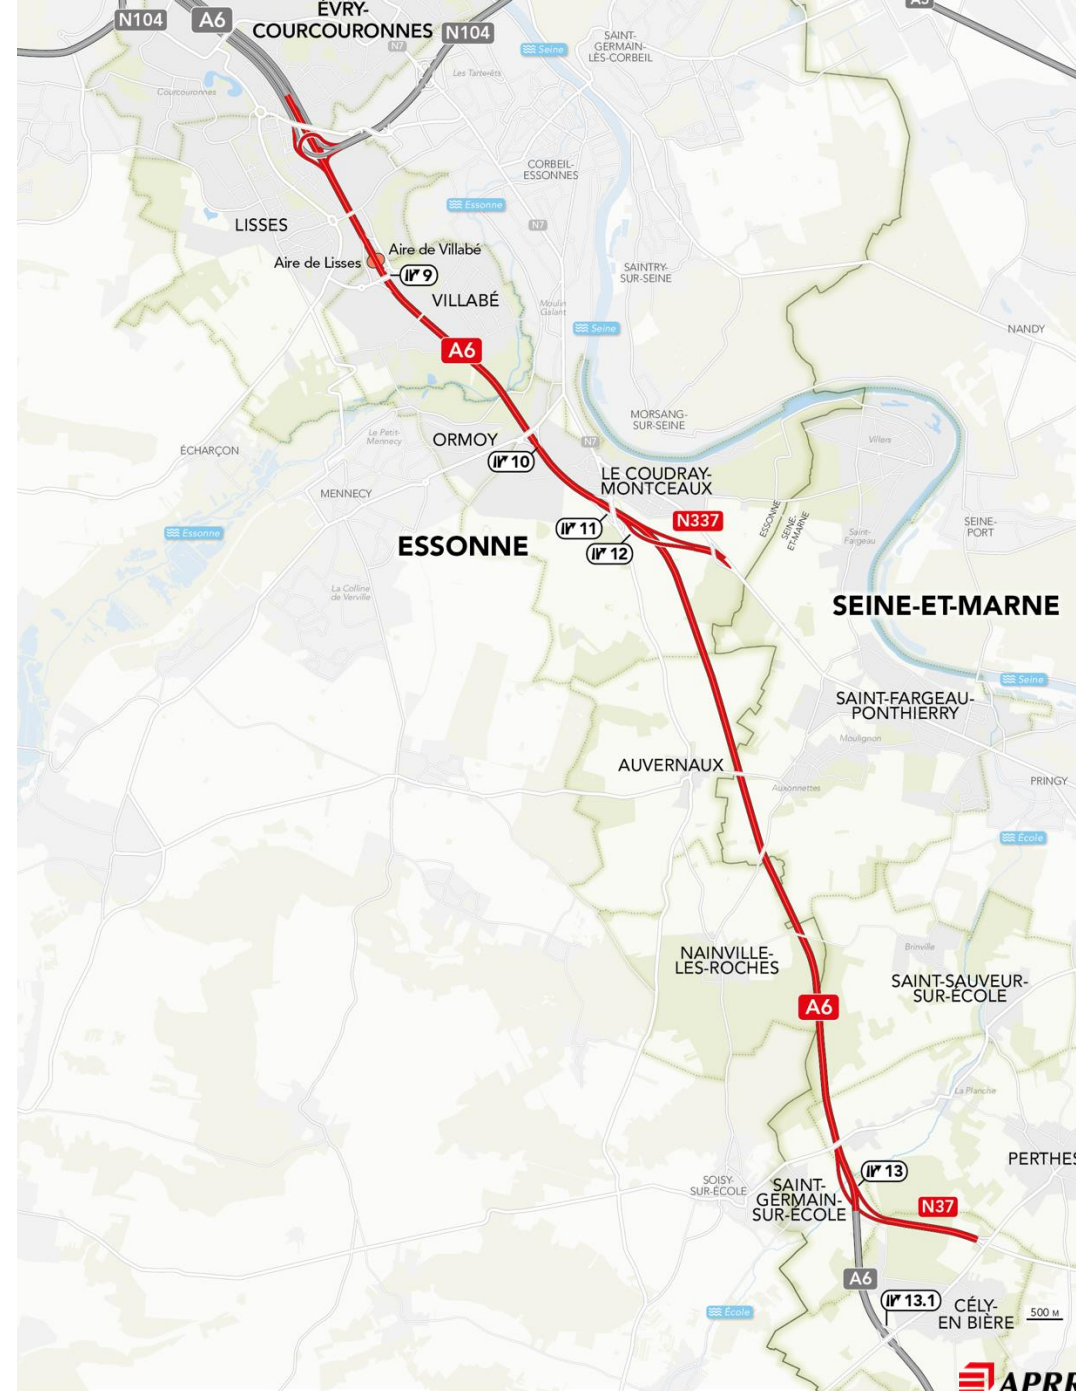 ÉVRY-
COURCOURONNES
N104
A6
N104
A5
N7
Seine
SAINT-
GERMAIN-
LÈS-CORBEIL
Les Tarterêts
Courcouronnes
CORBEIL-
ESSONNES
Essonne
LISSES
N7
Aire de Villabé
Aire de Lisses
9
SAINTRY-
SUR-SEINE
VILLABÉ
Moulin
Galant
Seine
NANDY
A6
MORSANG-
SUR-SEINE
Le Petit-
Mennecy
ORMOY
N7
Villers
ÉCHARÇON
10
LE COUDRAY-
MONTCEAUX
MENNECY
N337
ESSONNE
SEINE-
ET-MARNE
SEINE-
PORT
11
Essonne
Saint-
Fargeau
12
ESSONNE
La Colline
de Verville
SEINE-ET-MARNE
Seine
SAINT-FARGEAU-
PONTHIERRY
Moulignon
AUVERNAUX
Auxonnettes
PRINGY
École
NAINVILLE-
LES-ROCHES
Brinville
SAINT-SAUVEUR-
SUR-ÉCOLE
A6
La Planche
PERTHES
13
SOISY-
SUR-ÉCOLE
SAINT-
GERMAIN-
SUR-ÉCOLE
N37
A6
13.1
CÉLY-
EN BIÈRE
500 M
École
APRR